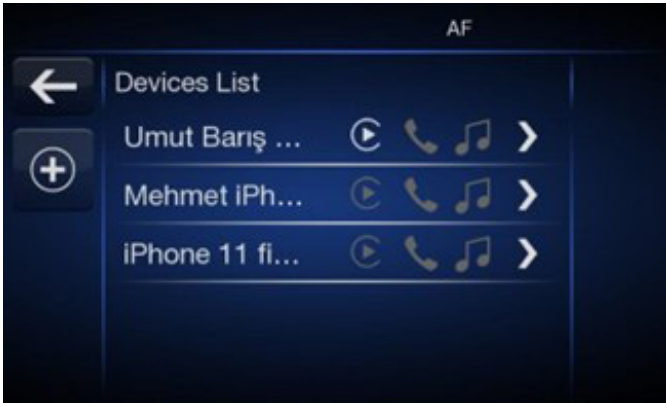 AF
Devices List
Umut Barış ...
Mehmet iPh...
iPhone 11 fi...